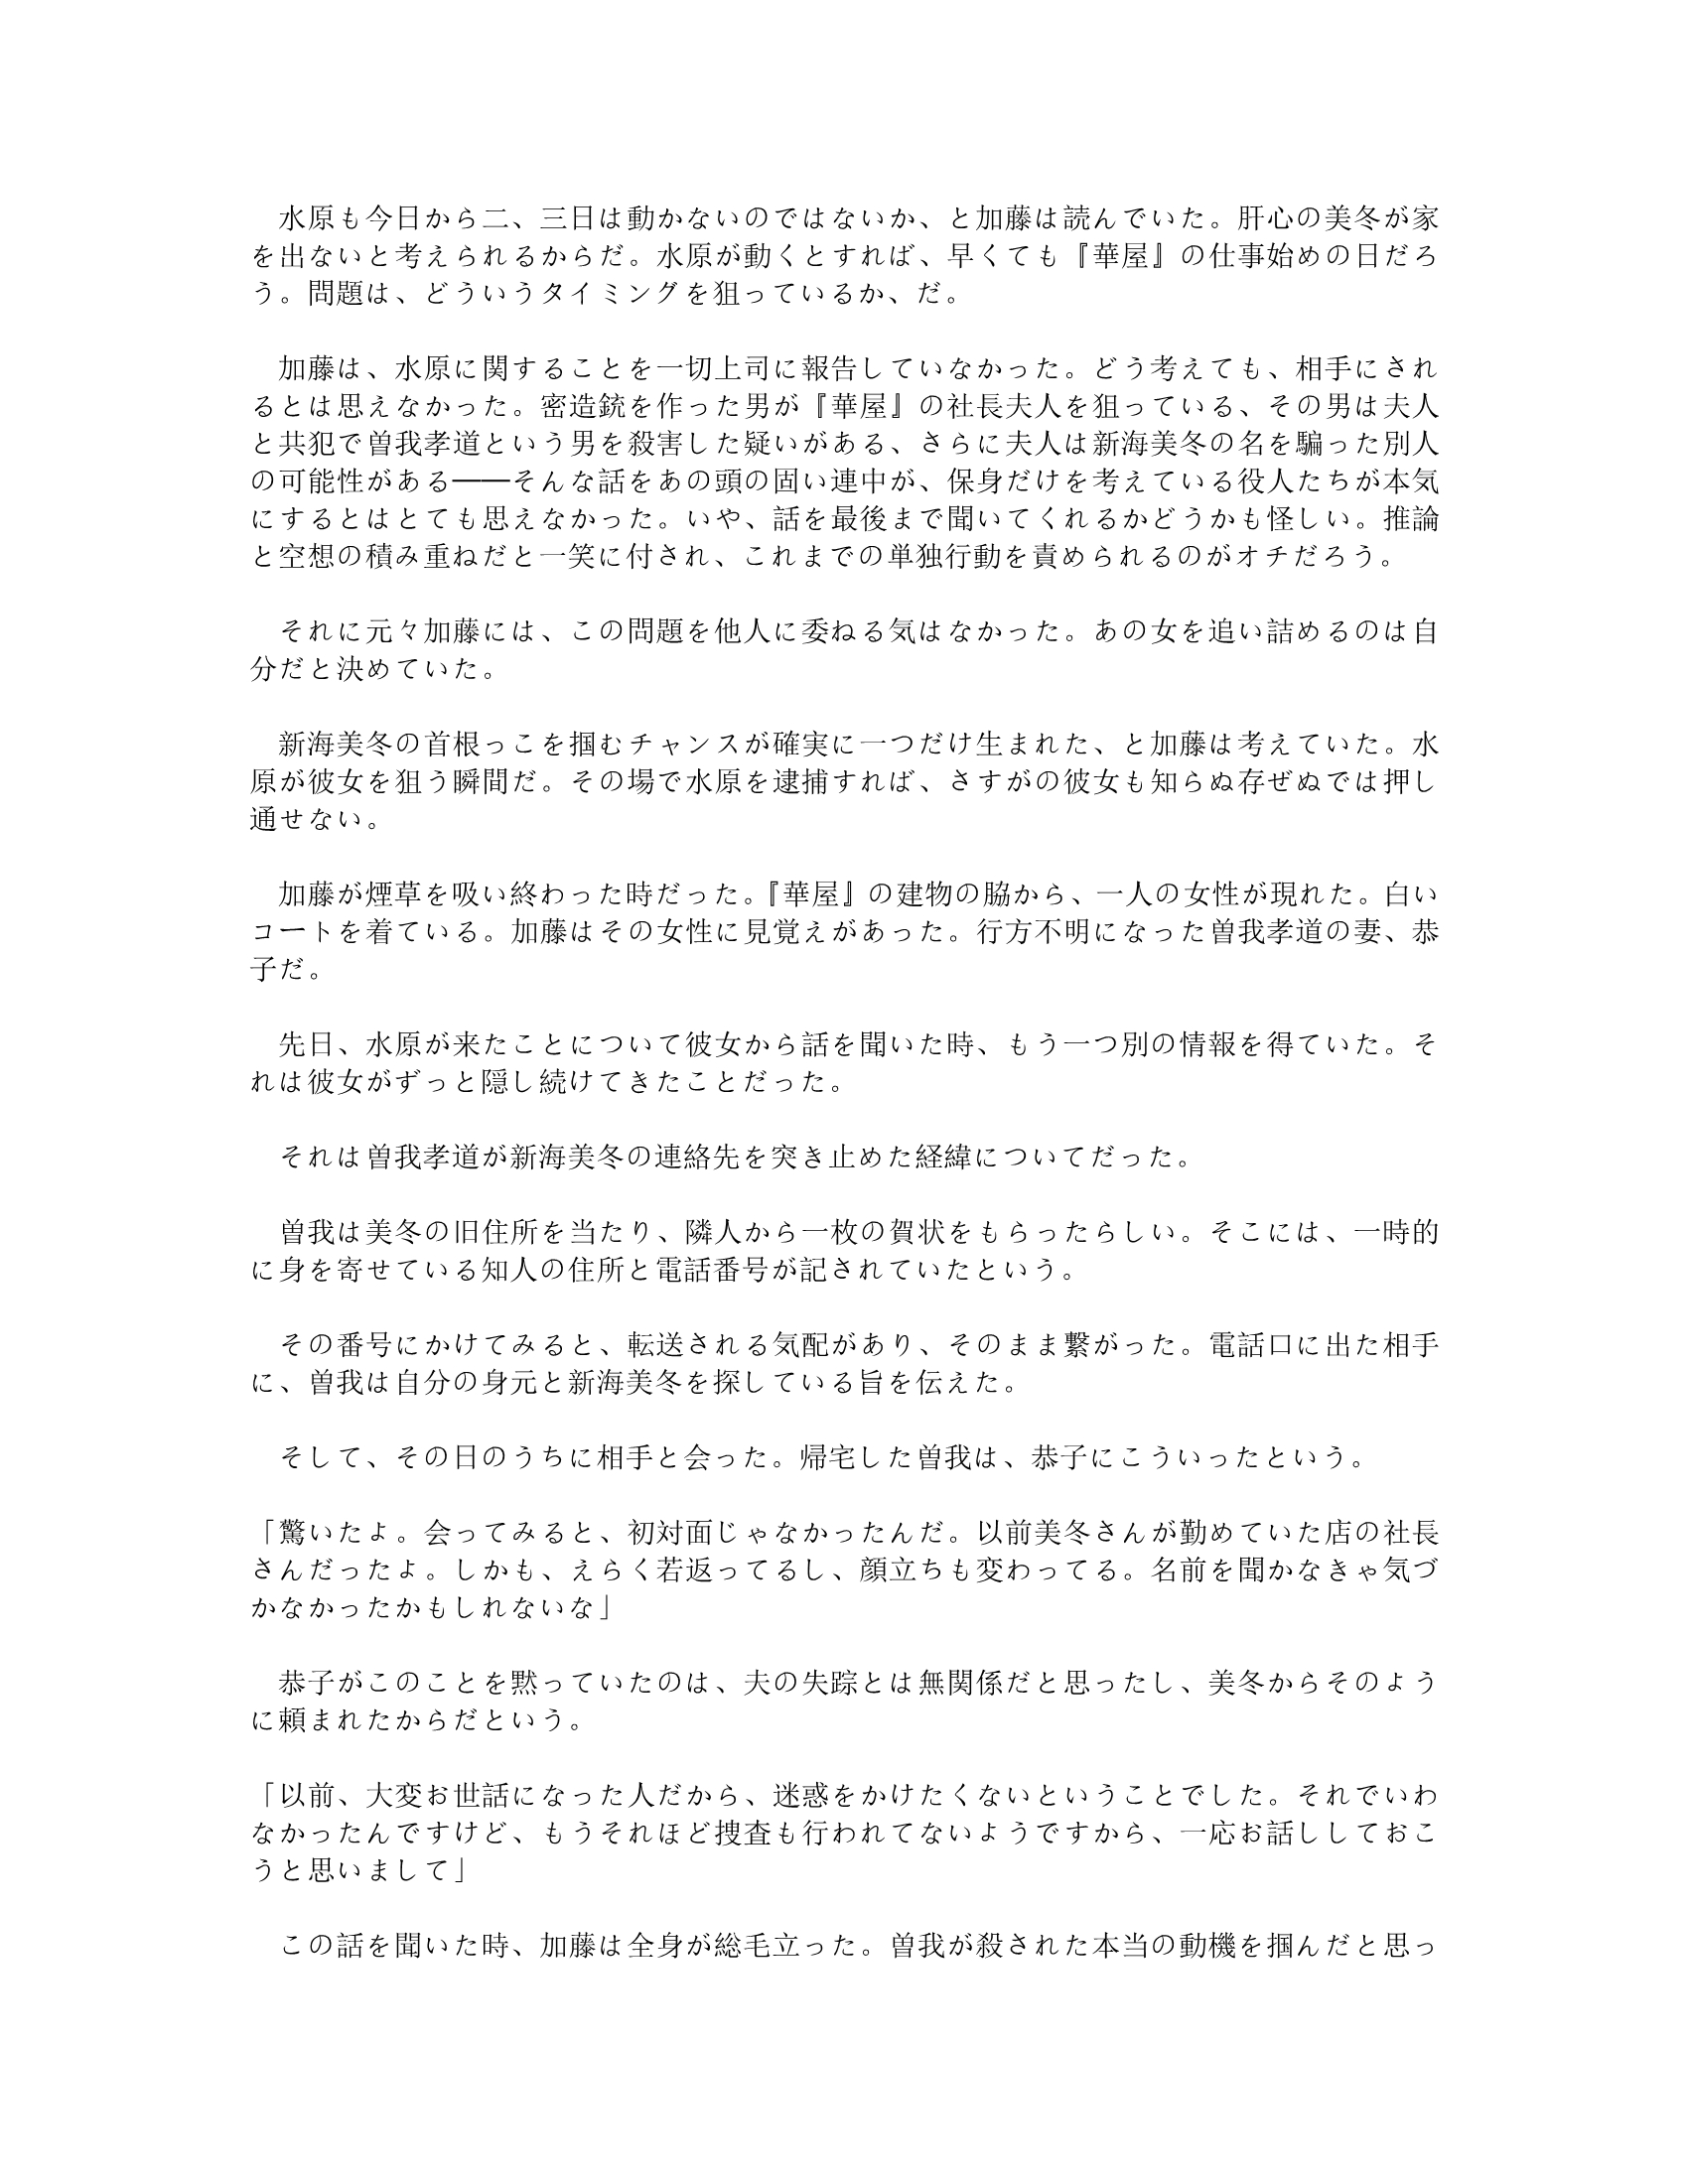 水原も今日から二、三日は動かないのではないか、と加藤は読んでいた。肝心の美冬が家
を出ないと考えられるからだ。水原が動くとすれば、早くても『華屋』の仕事始めの日だろ
う。問題は、どういうタイミングを狙っているか、だ。
加藤は、水原に関することを一切上司に報告していなかった。どう考えても、相手にされ
るとは思えなかった。密造銃を作った男が『華屋』の社長夫人を狙っている、その男は夫人
と共犯で曽我孝道という男を殺害した疑いがある、さらに夫人は新海美冬の名を騙った別人
の可能性がある――そんな話をあの頭の固い連中が、保身だけを考えている役人たちが本気
にするとはとても思えなかった。いや、話を最後まで聞いてくれるかどうかも怪しい。推論
と空想の積み重ねだと一笑に付され、これまでの単独行動を責められるのがオチだろう。
それに元々加藤には、この問題を他人に委ねる気はなかった。あの女を追い詰めるのは自
分だと決めていた。
新海美冬の首根っこを掴むチャンスが確実に一つだけ生まれた、と加藤は考えていた。水
原が彼女を狙う瞬間だ。その場で水原を逮捕すれば、さすがの彼女も知らぬ存ぜぬでは押し
通せない。
加藤が煙草を吸い終わった時だった。『華屋』の建物の脇から、一人の女性が現れた。白い
コートを着ている。加藤はその女性に見覚えがあった。行方不明になった曽我孝道の妻、恭
子だ。
先日、水原が来たことについて彼女から話を聞いた時、もう一つ別の情報を得ていた。そ
れは彼女がずっと隠し続けてきたことだった。
それは曽我孝道が新海美冬の連絡先を突き止めた経緯についてだった。
曽我は美冬の旧住所を当たり、隣人から一枚の賀状をもらったらしい。そこには、一時的
に身を寄せている知人の住所と電話番号が記されていたという。
その番号にかけてみると、転送される気配があり、そのまま繋がった。電話口に出た相手
に、曽我は自分の身元と新海美冬を探している旨を伝えた。
そして、その日のうちに相手と会った。帰宅した曽我は、恭子にこういったという。
「驚いたよ。会ってみると、初対面じゃなかったんだ。以前美冬さんが勤めていた店の社長
さんだったよ。しかも、えらく若返ってるし、顔立ちも変わってる。名前を聞かなきゃ気づ
かなかったかもしれないな」
恭子がこのことを黙っていたのは、夫の失踪とは無関係だと思ったし、美冬からそのよう
に頼まれたからだという。
「以前、大変お世話になった人だから、迷惑をかけたくないということでした。それでいわ
なかったんですけど、もうそれほど捜査も行われてないようですから、一応お話ししておこ
うと思いまして」
この話を聞いた時、加藤は全身が総毛立った。曽我が殺された本当の動機を掴んだと思っ